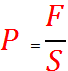 P = F/S